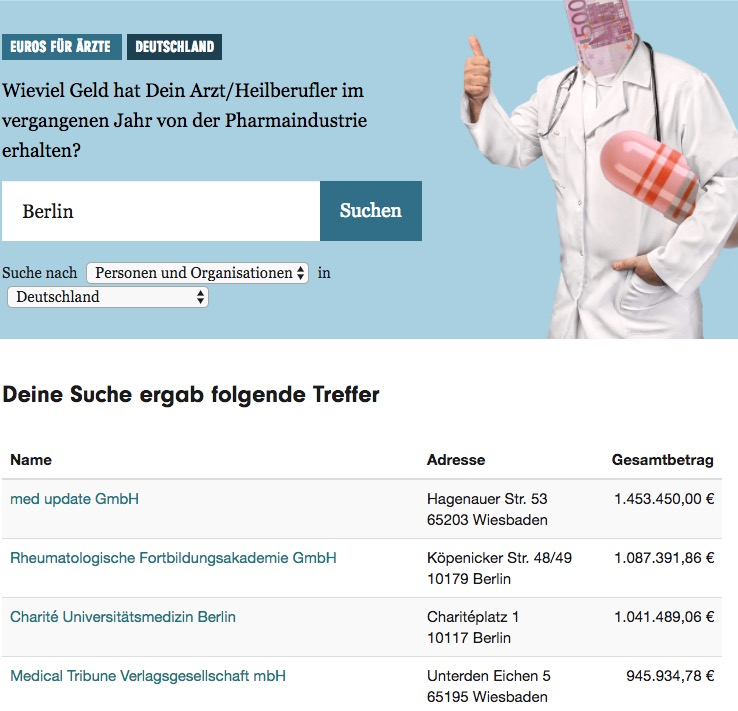 EUROS FÜR ÄRZTE DEUTSCHLAND
500
Wieviel Geld hat Dein Arzt/Heilberufler im
vergangenen Jahr von der Pharmaindustrie
erhalten?
Berlin Suchen
Suche nach Personen und Organisationen in
Deutschland
Deine Suche ergab folgende Treffer
Name Adresse Gesamtbetrag
med update GmbH Hagenauer Str. 53 1.453.450,00 €
65203 Wiesbaden
Rheumatologische Fortbildungsakademie GmbH Köpenicker Str. 48/49 1.087.391,86 €
10179 Berlin
Charité Universitätsmedizin Berlin Charitéplatz 1 1.041.489,06 €
10117 Berlin
Medical Tribune Verlagsgesellschaft mbH Unterden Eichen 5 945.934,78 €
65195 Wiesbaden